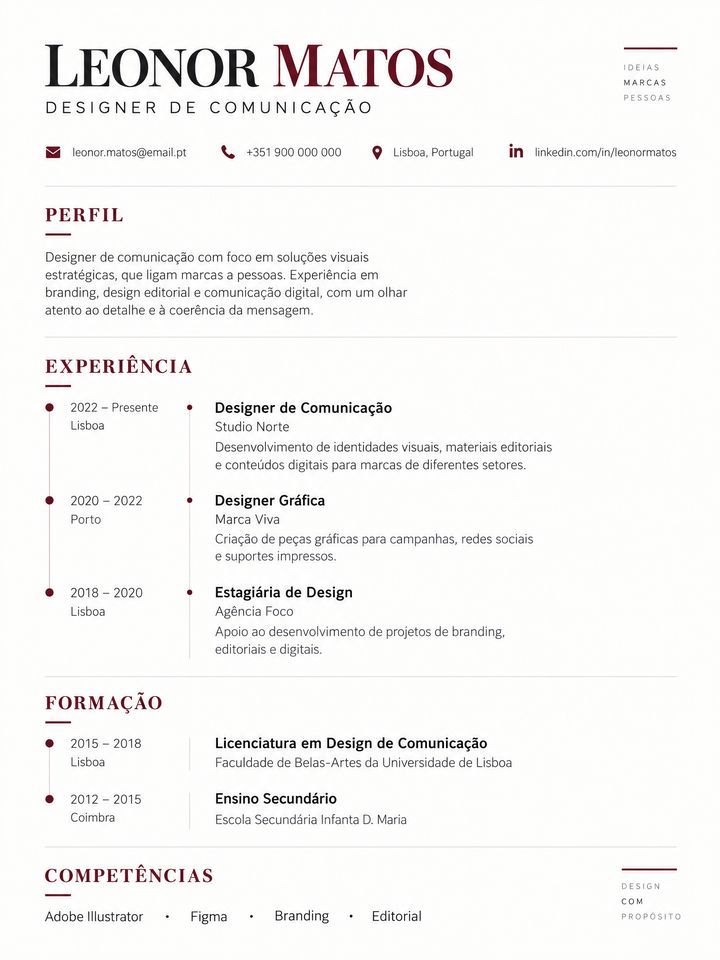 LEONOR MATOS
DESIGNER DE COMUNICAÇÃO
IDEIAS
MARCAS
PESSOAS
leonor.matos@email.pt
+351 900 000 000
Lisboa, Portugal
in linkedin.com/in/leonormatos
PERFIL
Designer de comunicação com foco em soluções visuais
estratégicas, que ligam marcas a pessoas. Experiência em
branding, design editorial e comunicação digital, com um olhar
atento ao detalhe e à coerência da mensagem.
EXPERIÊNCIA
2022 – Presente
Lisboa
Designer de Comunicação
Studio Norte
Desenvolvimento de identidades visuais, materiais editoriais
e conteúdos digitais para marcas de diferentes setores.
2020 – 2022
Porto
Designer Gráfica
Marca Viva
Criação de peças gráficas para campanhas, redes sociais
e suportes impressos.
2018 – 2020
Lisboa
Estagiária de Design
Agência Foco
Apoio ao desenvolvimento de projetos de branding,
editoriais e digitais.
FORMAÇÃO
2015 – 2018
Lisboa
Licenciatura em Design de Comunicação
Faculdade de Belas-Artes da Universidade de Lisboa
2012 – 2015
Coimbra
Ensino Secundário
Escola Secundária Infanta D. Maria
COMPETÊNCIAS
Adobe Illustrator • Figma • Branding • Editorial
DESIGN
COM
PROPÓSITO